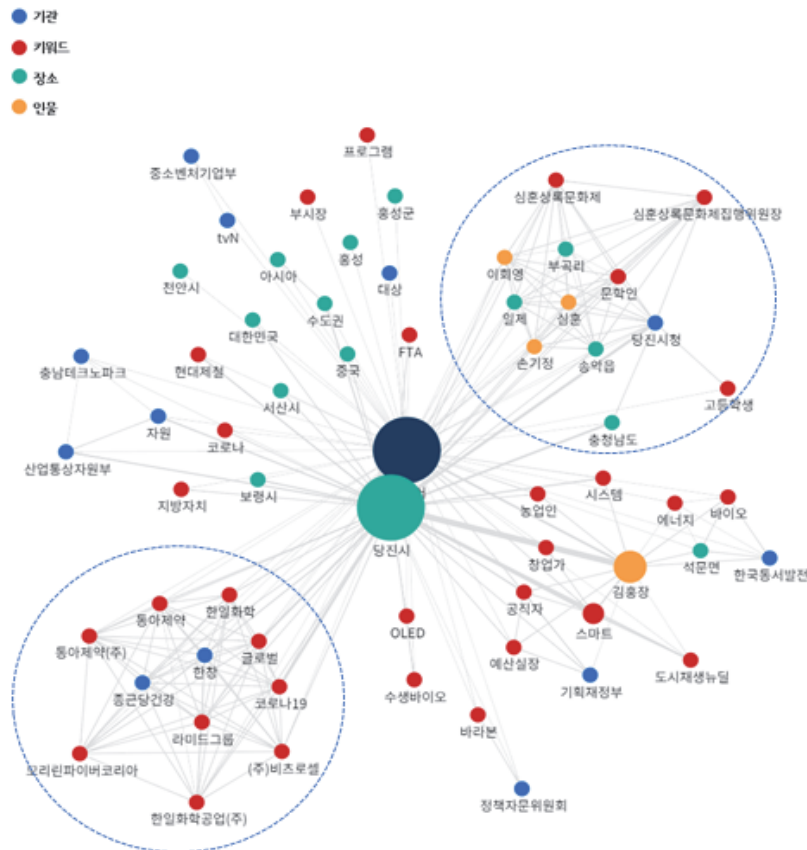 기관
키워드
장소
인물
프로그램
중소벤처기업부
부시장
홍성군
tvN
홍성
아시아
대상
천안시
수도권
대한민국
중국
FTA
충남테크노파크
현대제철
서산시
자원
코로나
산업통상자원부
보령시
지방자치
심훈상록문화제
심훈상록문화제집행위원장
이회영
부곡리
문학인
일제
심훈
당진시청
손기정
송악읍
고등학생
충청남도
당진시
시스템
농업안
에너지
바이오
창업가
석문면
한국동서발전
김홍장
공직자
스마트
예산실장
기획재정부
도시재생뉴딜
OLED
수생바이오
바라본
정책자문위원회
한일화학
동아제약
동아제약(주)
글로벌
한창
종근당건강
코로나19
라미드그룹
모리린파이버코리아
(주)비츠로셀
한일화학공업(주)